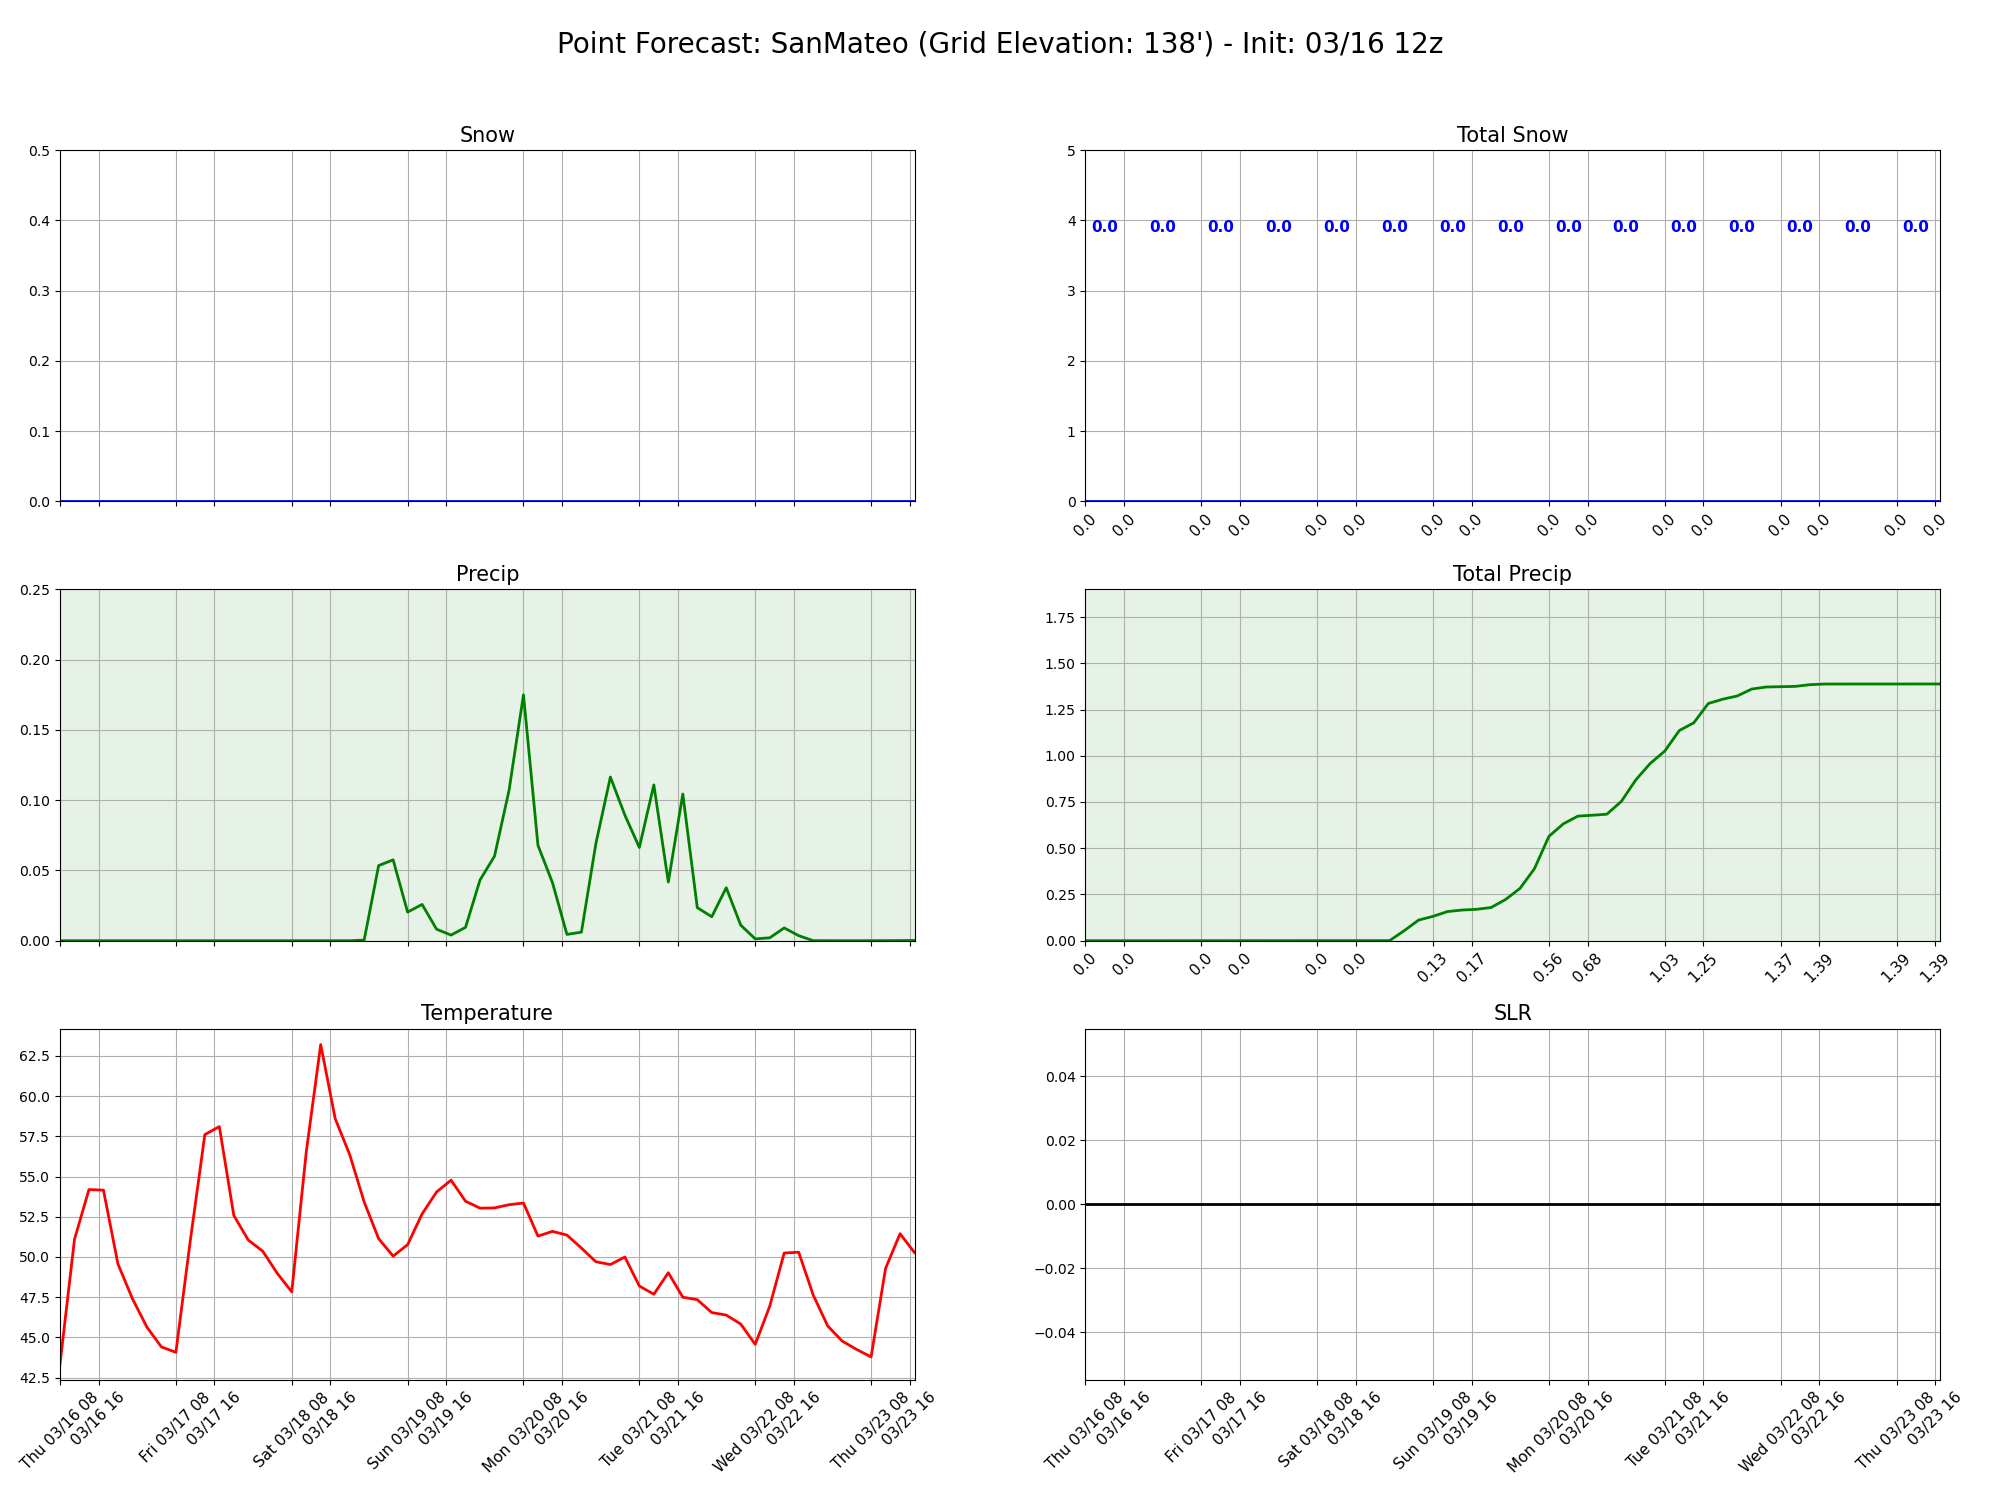 Point Forecast: SanMateo (Grid Elevation: 138') - Init: 03/16 12z
Snow
0.5
0.4
0.3
0.2
0.1
0.0
Total Snow
5
4
3
2
1
0
0.0 0.0 0.0 0.0 0.0 0.0 0.0 0.0 0.0 0.0 0.0 0.0 0.0 0.0 0.0
0.0 0.0 0.0 0.0 0.0 0.0 0.0 0.0 0.0 0.0 0.0 0.0 0.0 0.0 0.0 0.0
Precip
0.25
0.20
0.15
0.10
0.05
0.00
Total Precip
1.75
1.50
1.25
1.00
0.75
0.50
0.25
0.00
0.0 0.0 0.0 0.0 0.0 0.0 0.13 0.17 0.56 0.68 1.03 1.25 1.37 1.39 1.39 1.39
Temperature
62.5
60.0
57.5
55.0
52.5
50.0
47.5
45.0
42.5
Thu 03/16 08
03/16 16
Fri 03/17 08
03/17 16
Sat 03/18 08
03/18 16
Sun 03/19 08
03/19 16
Mon 03/20 08
03/20 16
Tue 03/21 08
03/21 16
Wed 03/22 08
03/22 16
Thu 03/23 08
03/23 16
SLR
0.04
0.02
0.00
−0.02
−0.04
Thu 03/16 08
03/16 16
Fri 03/17 08
03/17 16
Sat 03/18 08
03/18 16
Sun 03/19 08
03/19 16
Mon 03/20 08
03/20 16
Tue 03/21 08
03/21 16
Wed 03/22 08
03/22 16
Thu 03/23 08
03/23 16